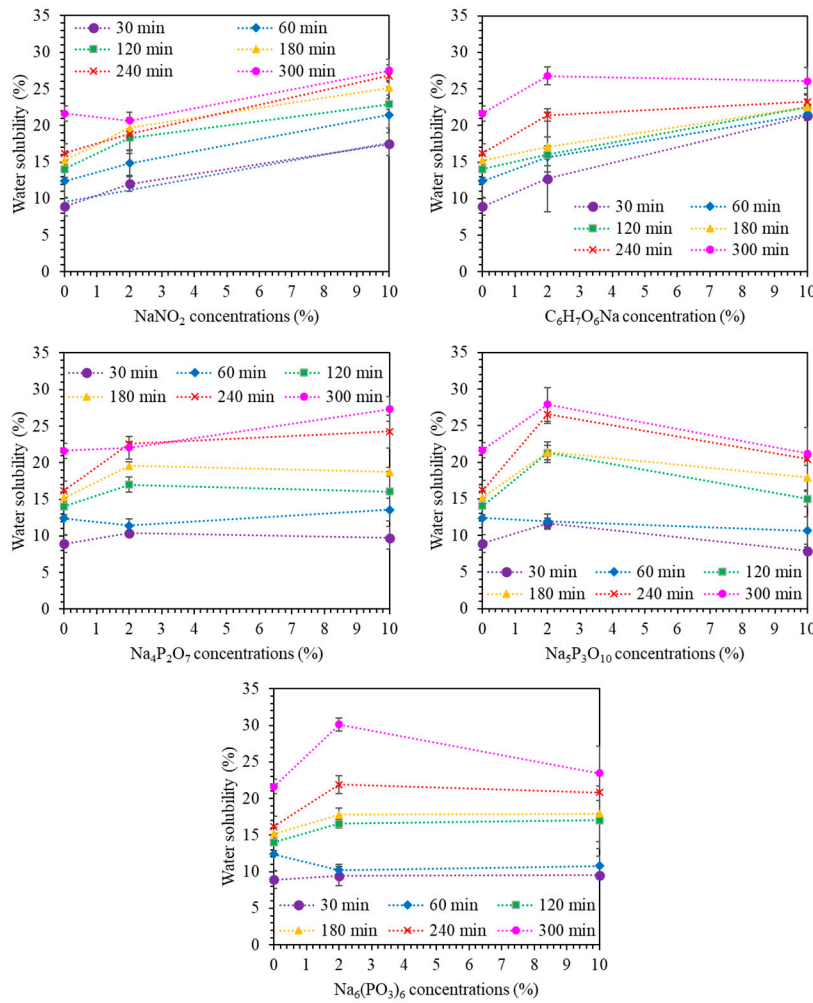 35
30
25
20
15
10
5
0
Water solubility (%)
30 min 60 min
120 min 180 min
240 min 300 min
0 1 2 3 4 5 6 7 8 9 10
NaNO₂ concentrations (%)
35
30
25
20
15
10
5
0
Water solubility (%)
30 min 60 min
120 min 180 min
240 min 300 min
0 1 2 3 4 5 6 7 8 9 10
C₆H₇O₆Na concentration (%)
35
30
25
20
15
10
5
0
Water solubility (%)
30 min 60 min 120 min
180 min 240 min 300 min
0 1 2 3 4 5 6 7 8 9 10
Na₄P₂O₇ concentrations (%)
35
30
25
20
15
10
5
0
Water solubility (%)
30 min 60 min 120 min
180 min 240 min 300 min
0 1 2 3 4 5 6 7 8 9 10
Na₅P₃O₁₀ concentrations (%)
35
30
25
20
15
10
5
0
Water solubility (%)
30 min 60 min 120 min
180 min 240 min 300 min
0 1 2 3 4 5 6 7 8 9 10
Na₆(PO₃)₆ concentrations (%)